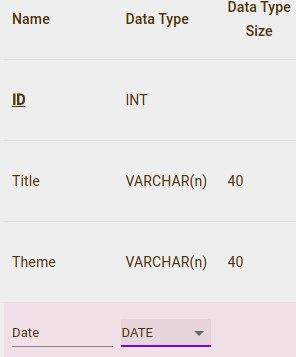 Name Data Type Data Type
Size
ID INT
Title VARCHAR(n) 40
Theme VARCHAR(n) 40
Date DATE